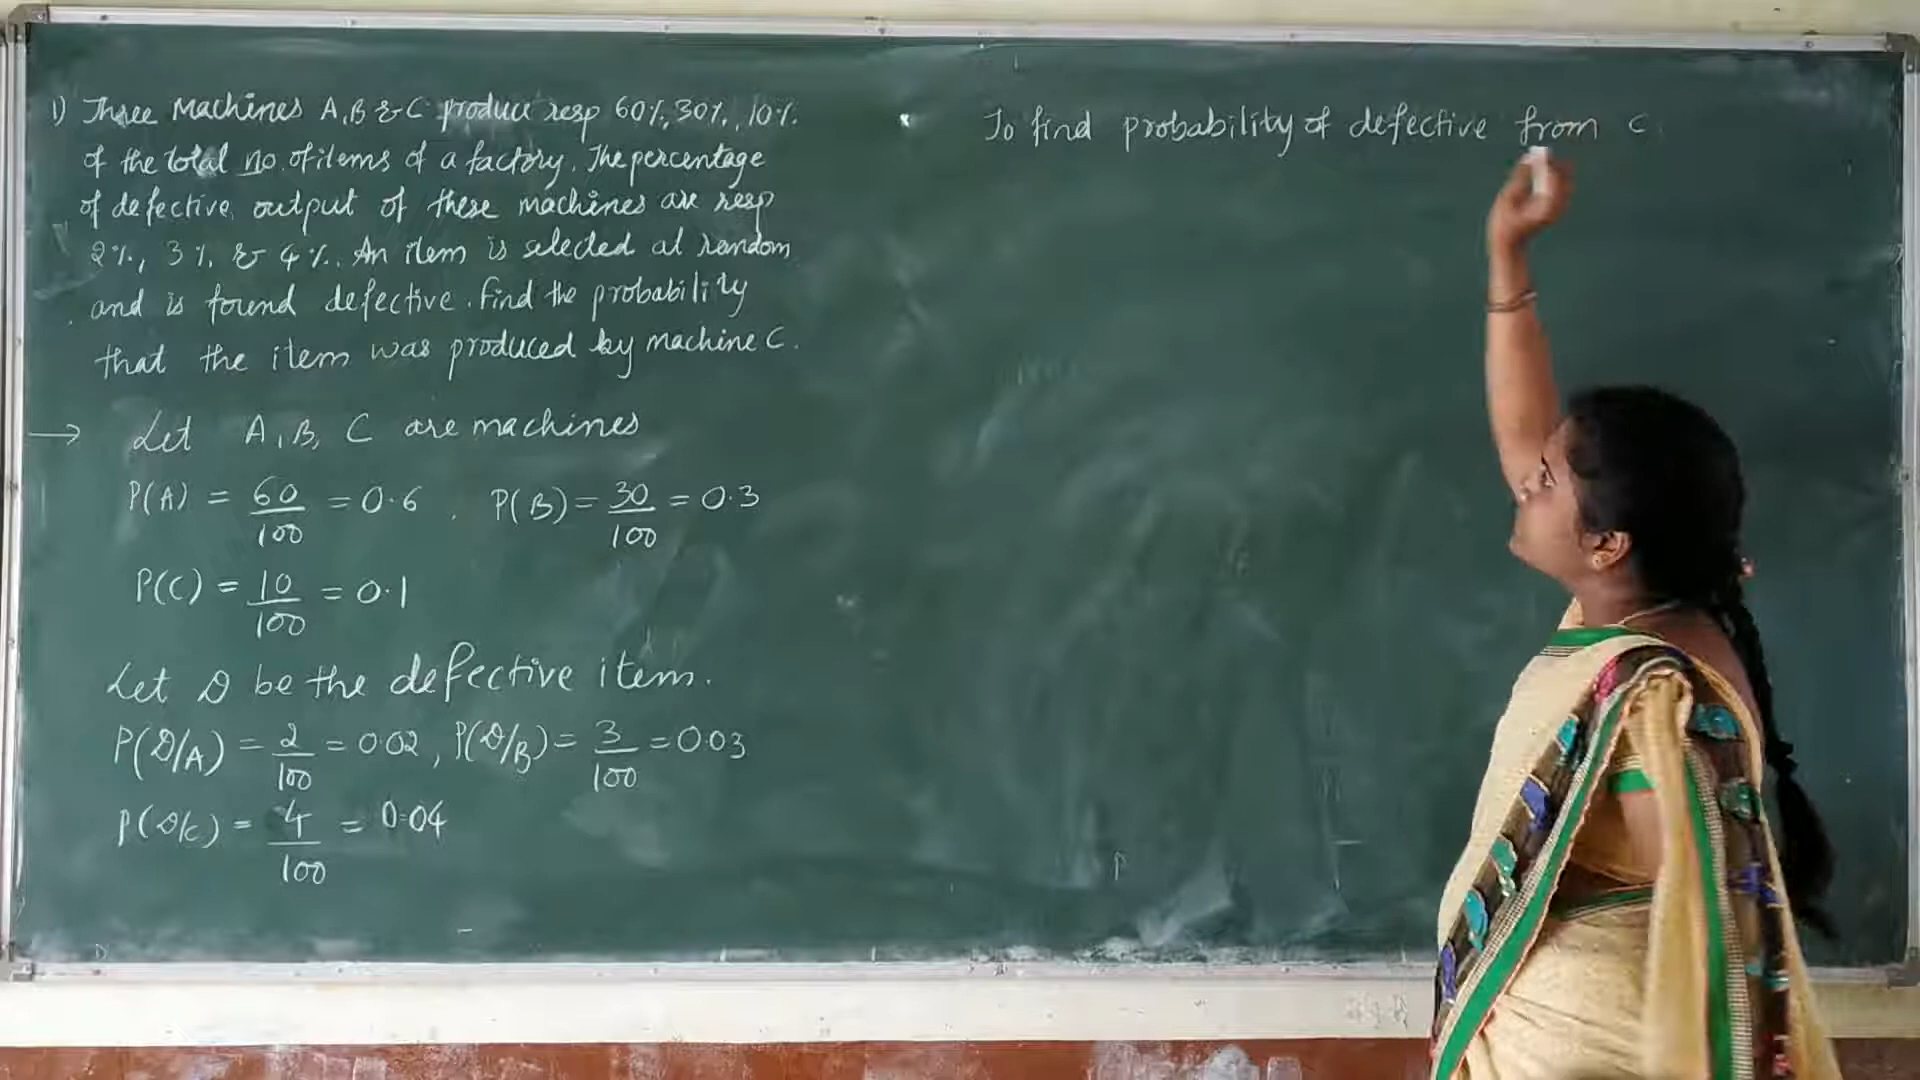 1) Three Machines A, B & C produce resp 60%, 30%, 10%.
of the total no. of items of a factory. The percentage
of defective output of these machines are resp
2%, 3% & 4%. An item is selected at random
and is found defective. Find the probability
that the item was produced by machine C.
→ Let A, B, C are machines
P(A) = 60/100 = 0.6, P(B) = 30/100 = 0.3
P(C) = 10/100 = 0.1
Let D be the defective item.
P(D/A) = 2/100 = 0.02, P(D/B) = 3/100 = 0.03
P(D/C) = 4/100 = 0.04
To find probability of defective from C.